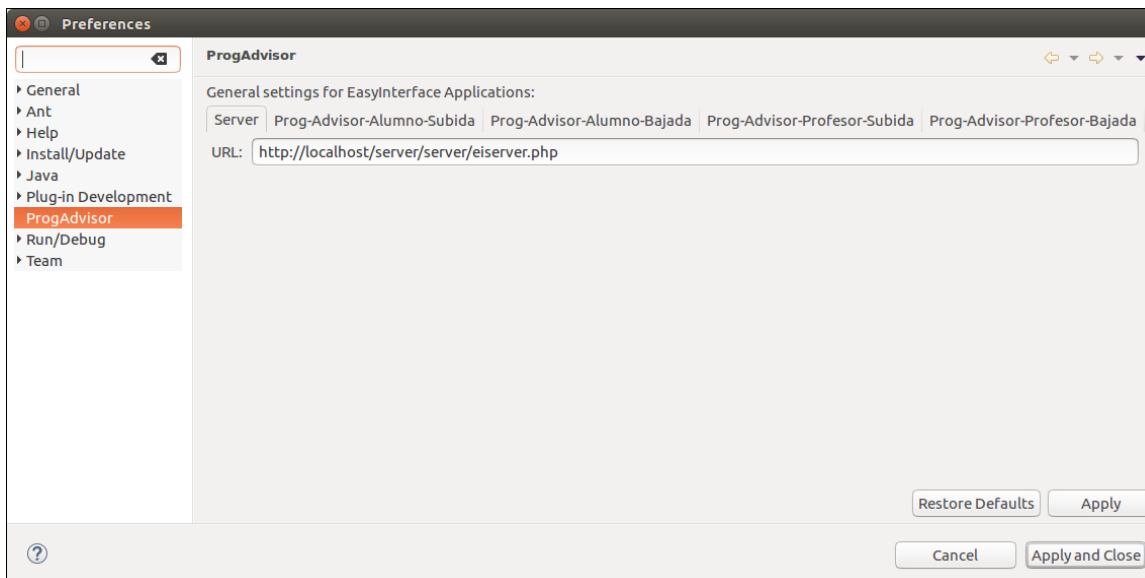 Preferences
ProgAdvisor
General settings for EasyInterface Applications:
Server Prog-Advisor-Alumno-Subida Prog-Advisor-Alumno-Bajada Prog-Advisor-Profesor-Subida Prog-Advisor-Profesor-Bajada
URL: http://localhost/server/server/eiserver.php
General
Ant
Help
Install/Update
Java
Plug-in Development
ProgAdvisor
Run/Debug
Team
Restore Defaults Apply
Cancel Apply and Close